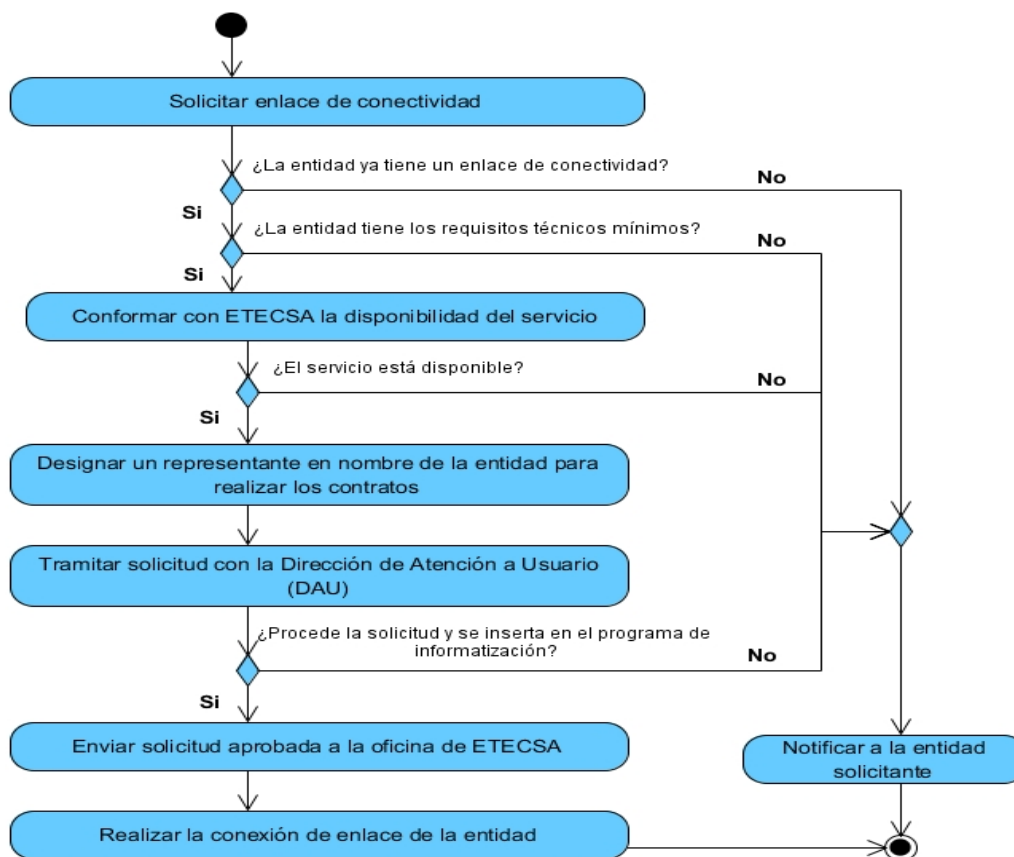 Solicitar enlace de conectividad
¿La entidad ya tiene un enlace de conectividad?
No
Si
¿La entidad tiene los requisitos técnicos mínimos?
No
Si
Conformar con ETECSA la disponibilidad del servicio
¿El servicio está disponible?
No
Si
Designar un representante en nombre de la entidad para
realizar los contratos
Tramitar solicitud con la Dirección de Atención a Usuario
(DAU)
¿Procede la solicitud y se inserta en el programa de
informatización?
No
Si
Enviar solicitud aprobada a la oficina de ETECSA
Notificar a la entidad
solicitante
Realizar la conexión de enlace de la entidad